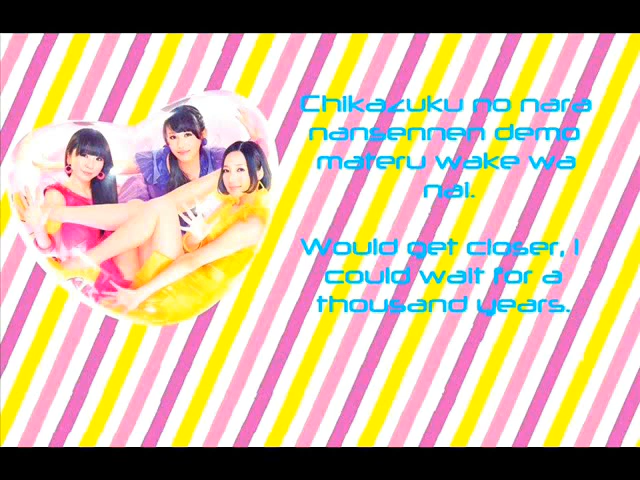 Chikazuku no nara
nansennen demo
materu wake wa
nai.
Would get closer, I
could wait for a
thousand years.